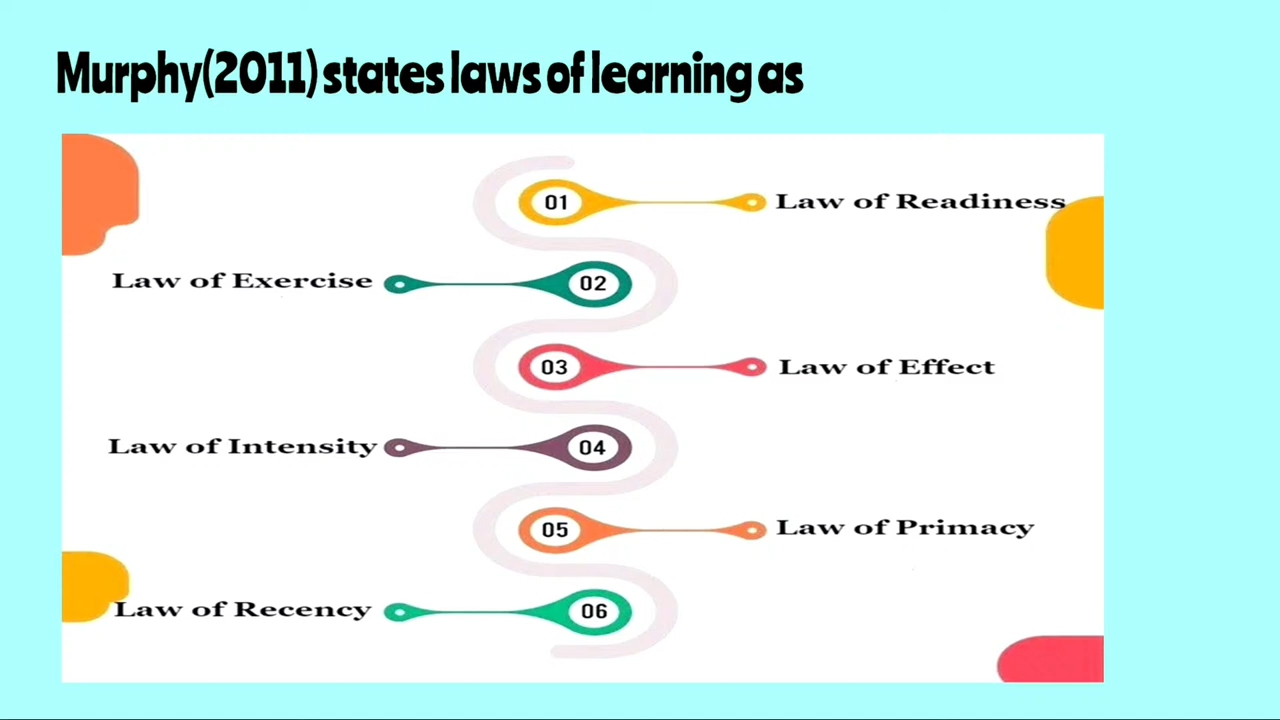 Murphy(2011) states laws of learning as
01 Law of Readiness
Law of Exercise 02
03 Law of Effect
Law of Intensity 04
05 Law of Primacy
Law of Recency 06